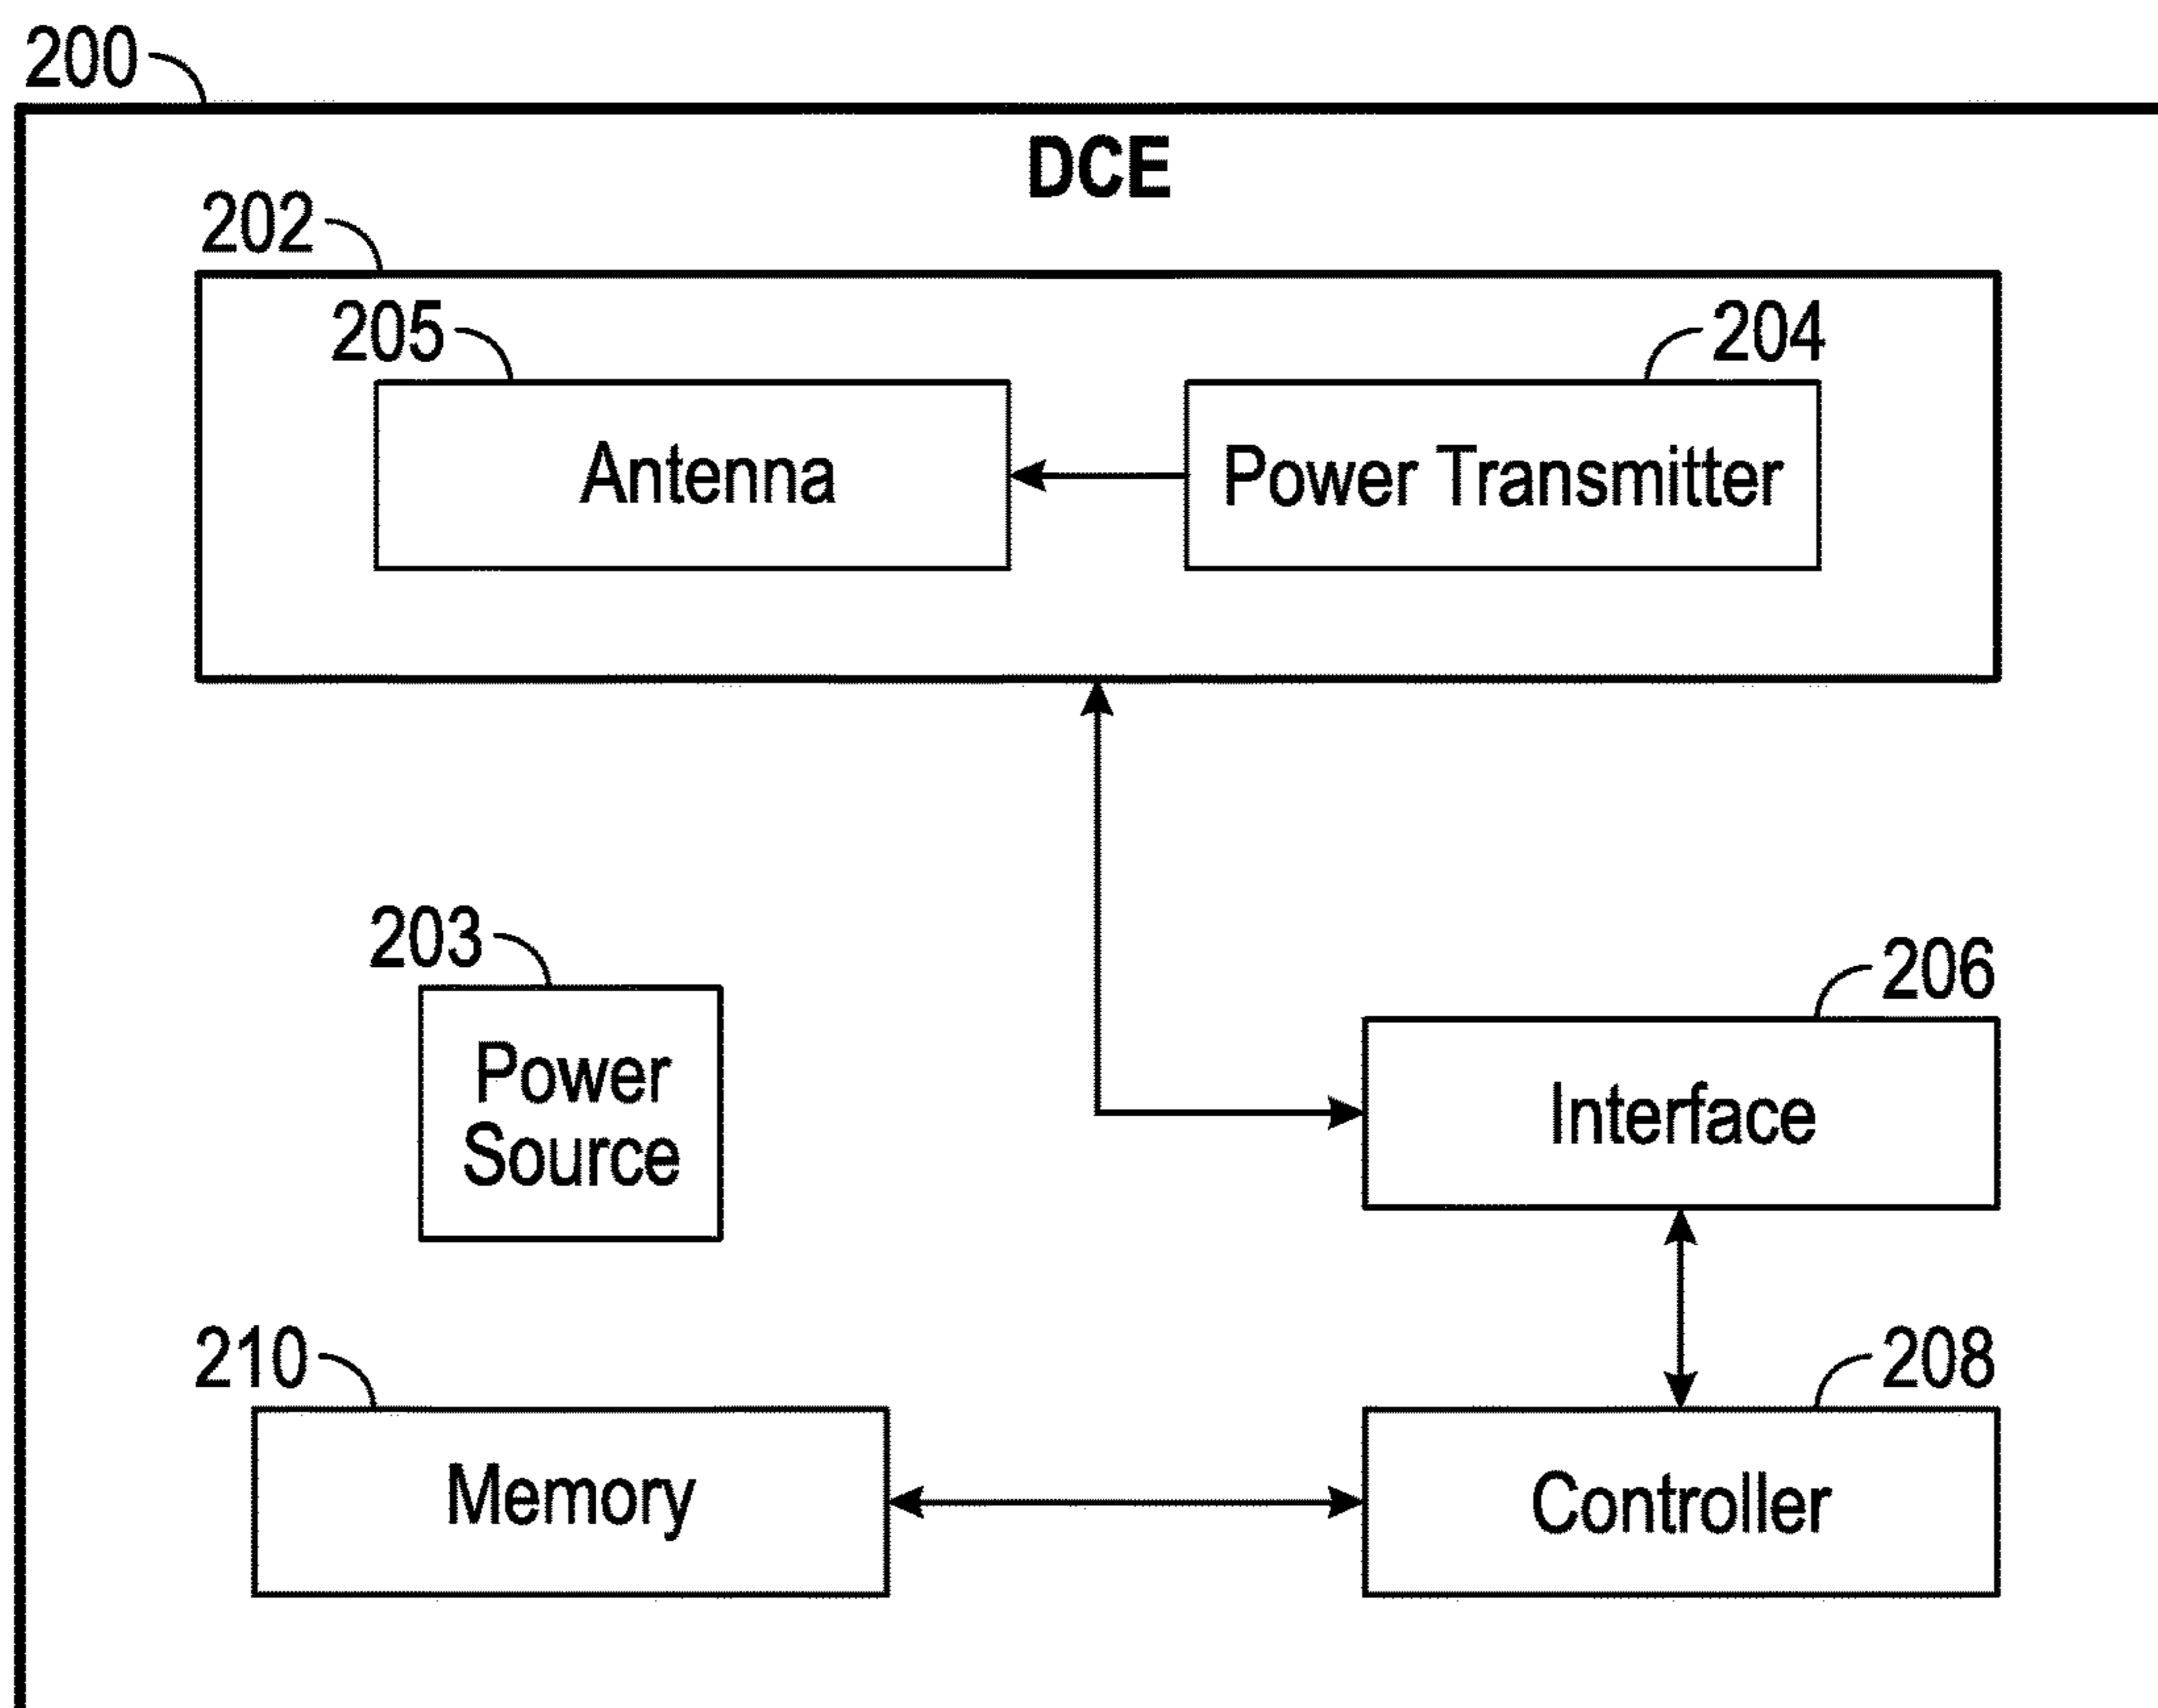 200
DCE
202
205
204
Antenna
Power Transmitter
203
206
Power
Source
Interface
210
208
Memory
Controller